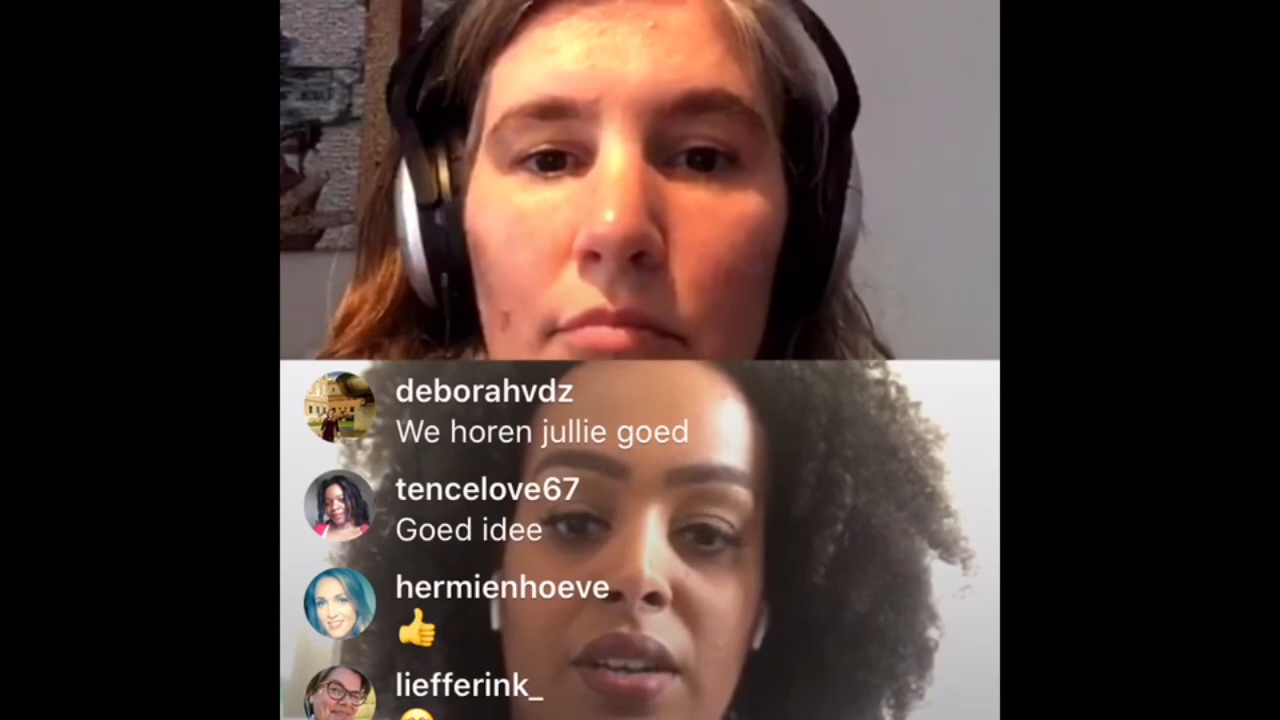 deborahvdz
We horen jullie goed
tencelove67
Goed idee
hermienhoeve
👍
liefferink_